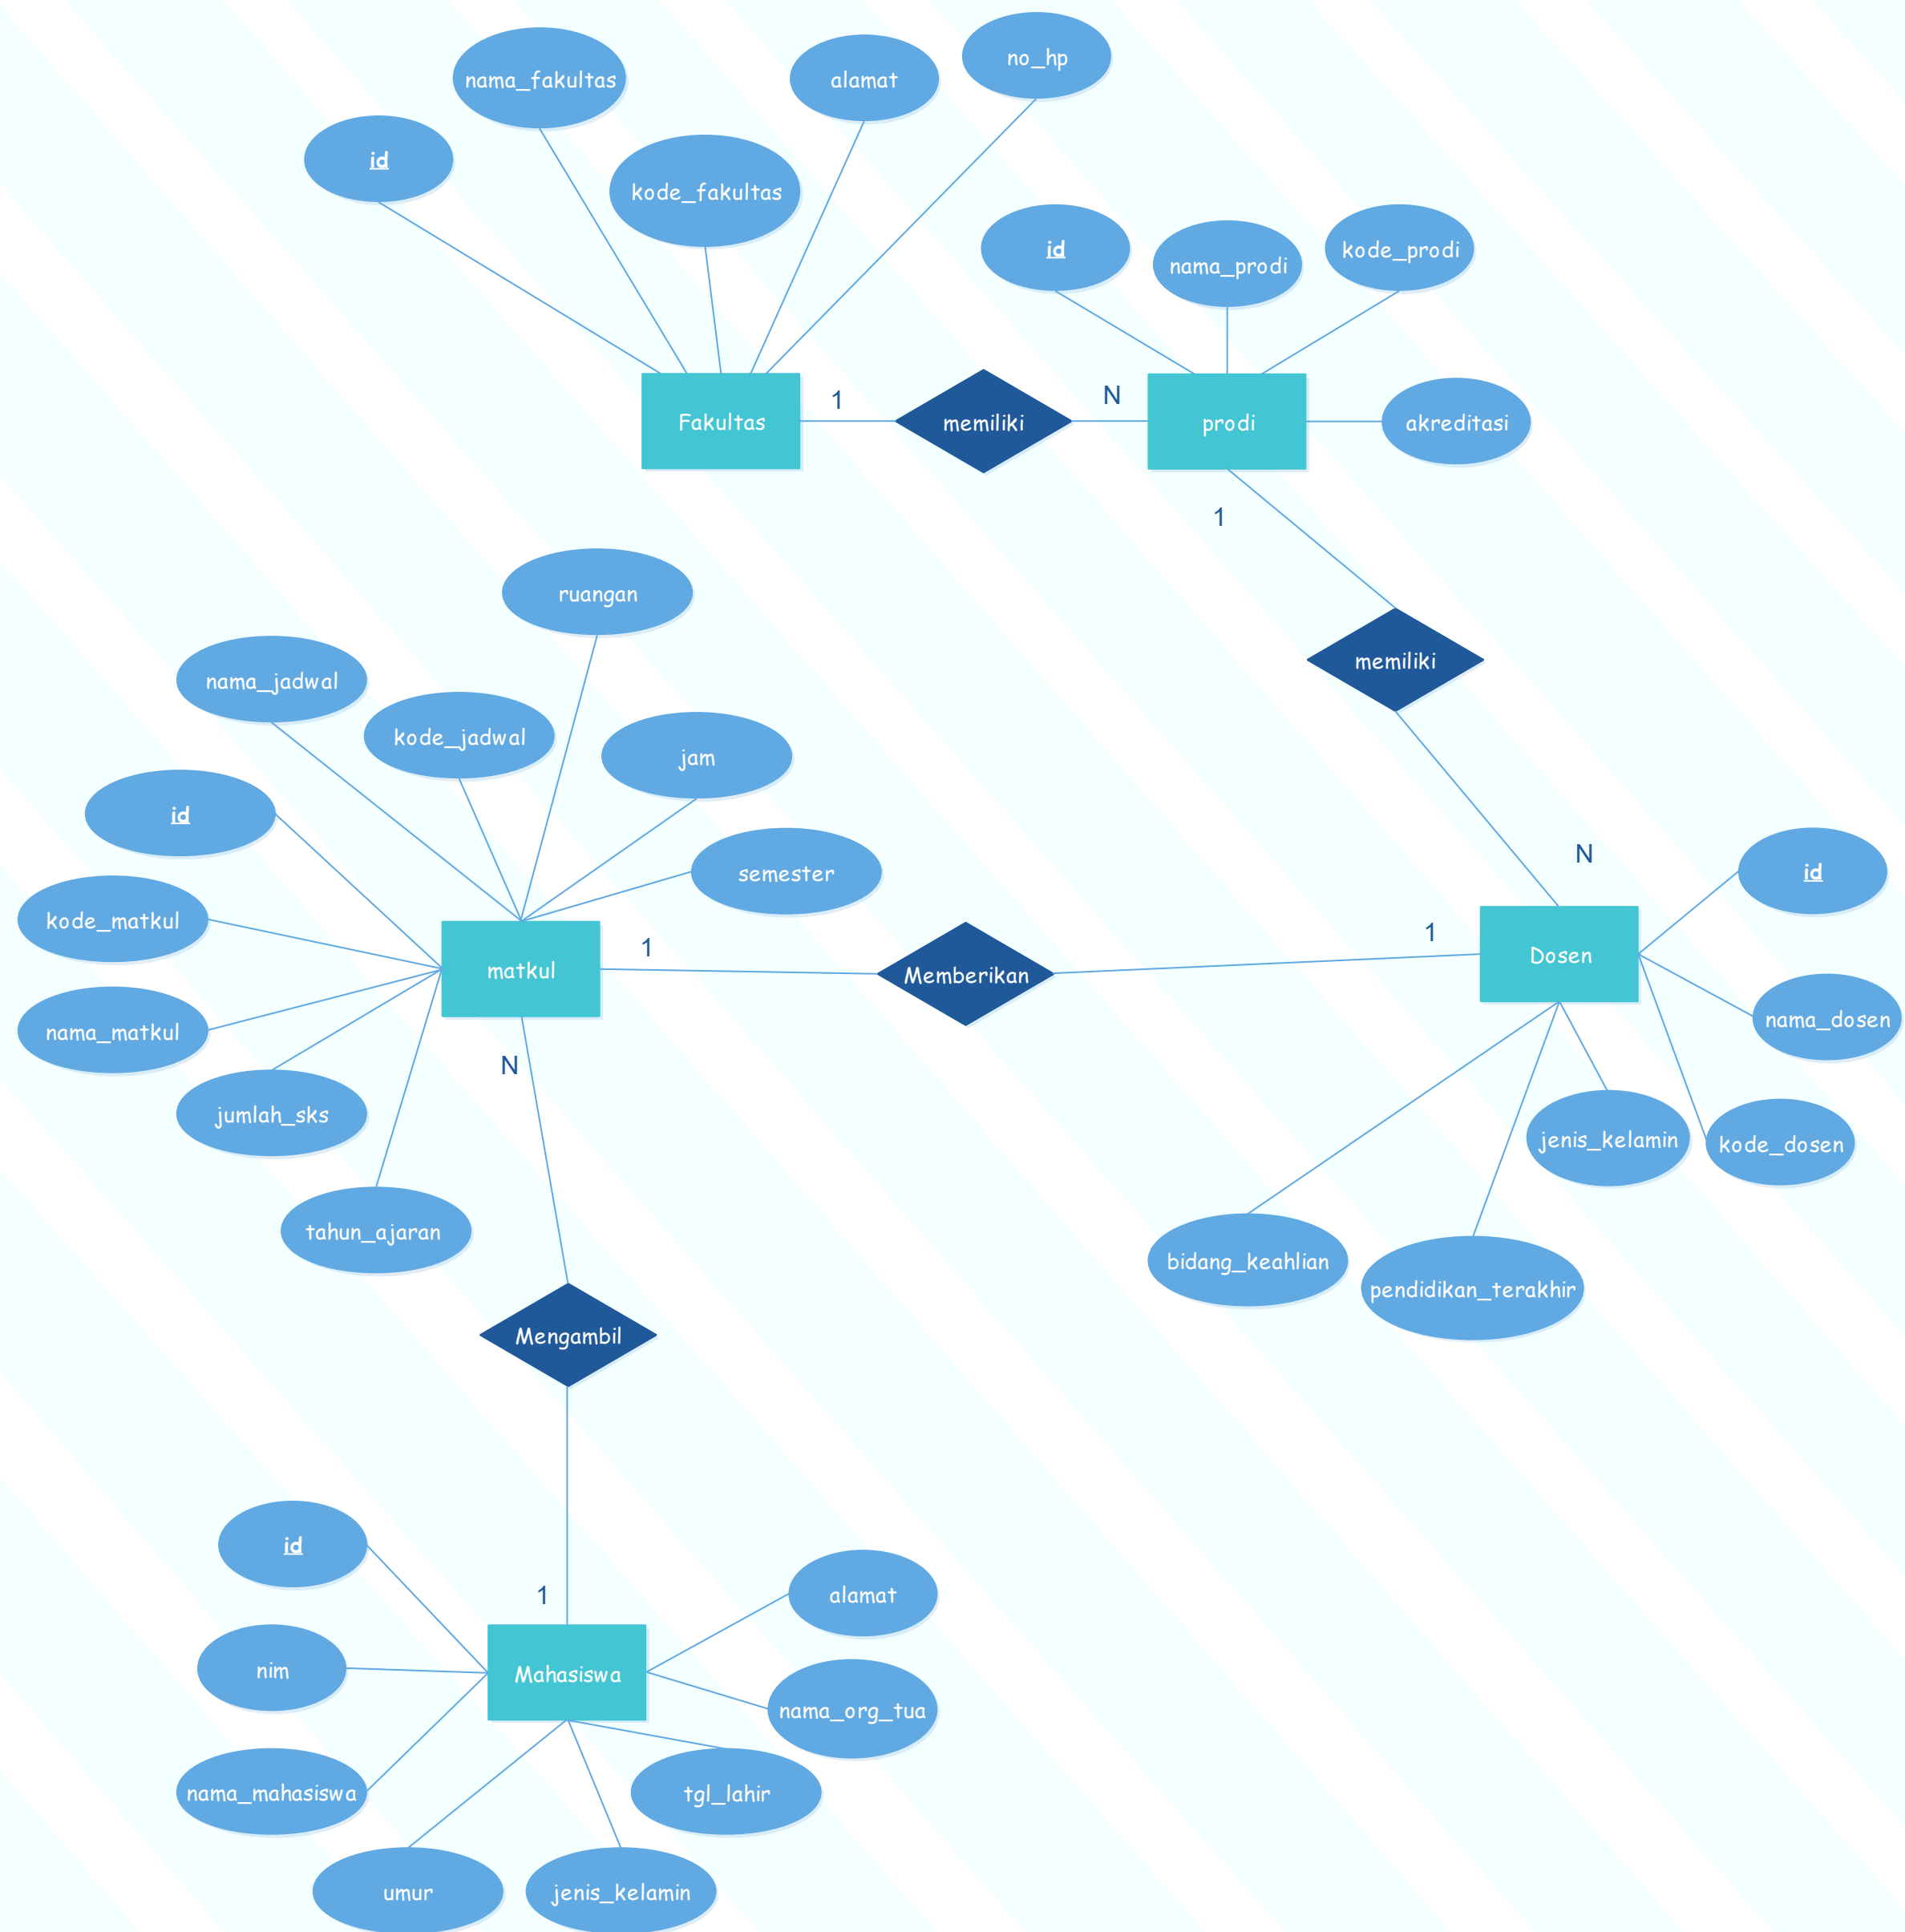 no_hp
nama_fakultas
alamat
id
kode_fakultas
id
nama_prodi
kode_prodi
Fakultas
1
memiliki
N
prodi
akreditasi
1
ruangan
memiliki
nama_jadwal
kode_jadwal
jam
id
semester
N
id
kode_matkul
matkul
1
Memberikan
1
Dosen
nama_matkul
nama_dosen
N
jumlah_sks
jenis_kelamin
kode_dosen
tahun_ajaran
bidang_keahlian
pendidikan_terakhir
Mengambil
id
1
alamat
nim
Mahasiswa
nama_org_tua
nama_mahasiswa
tgl_lahir
umur
jenis_kelamin